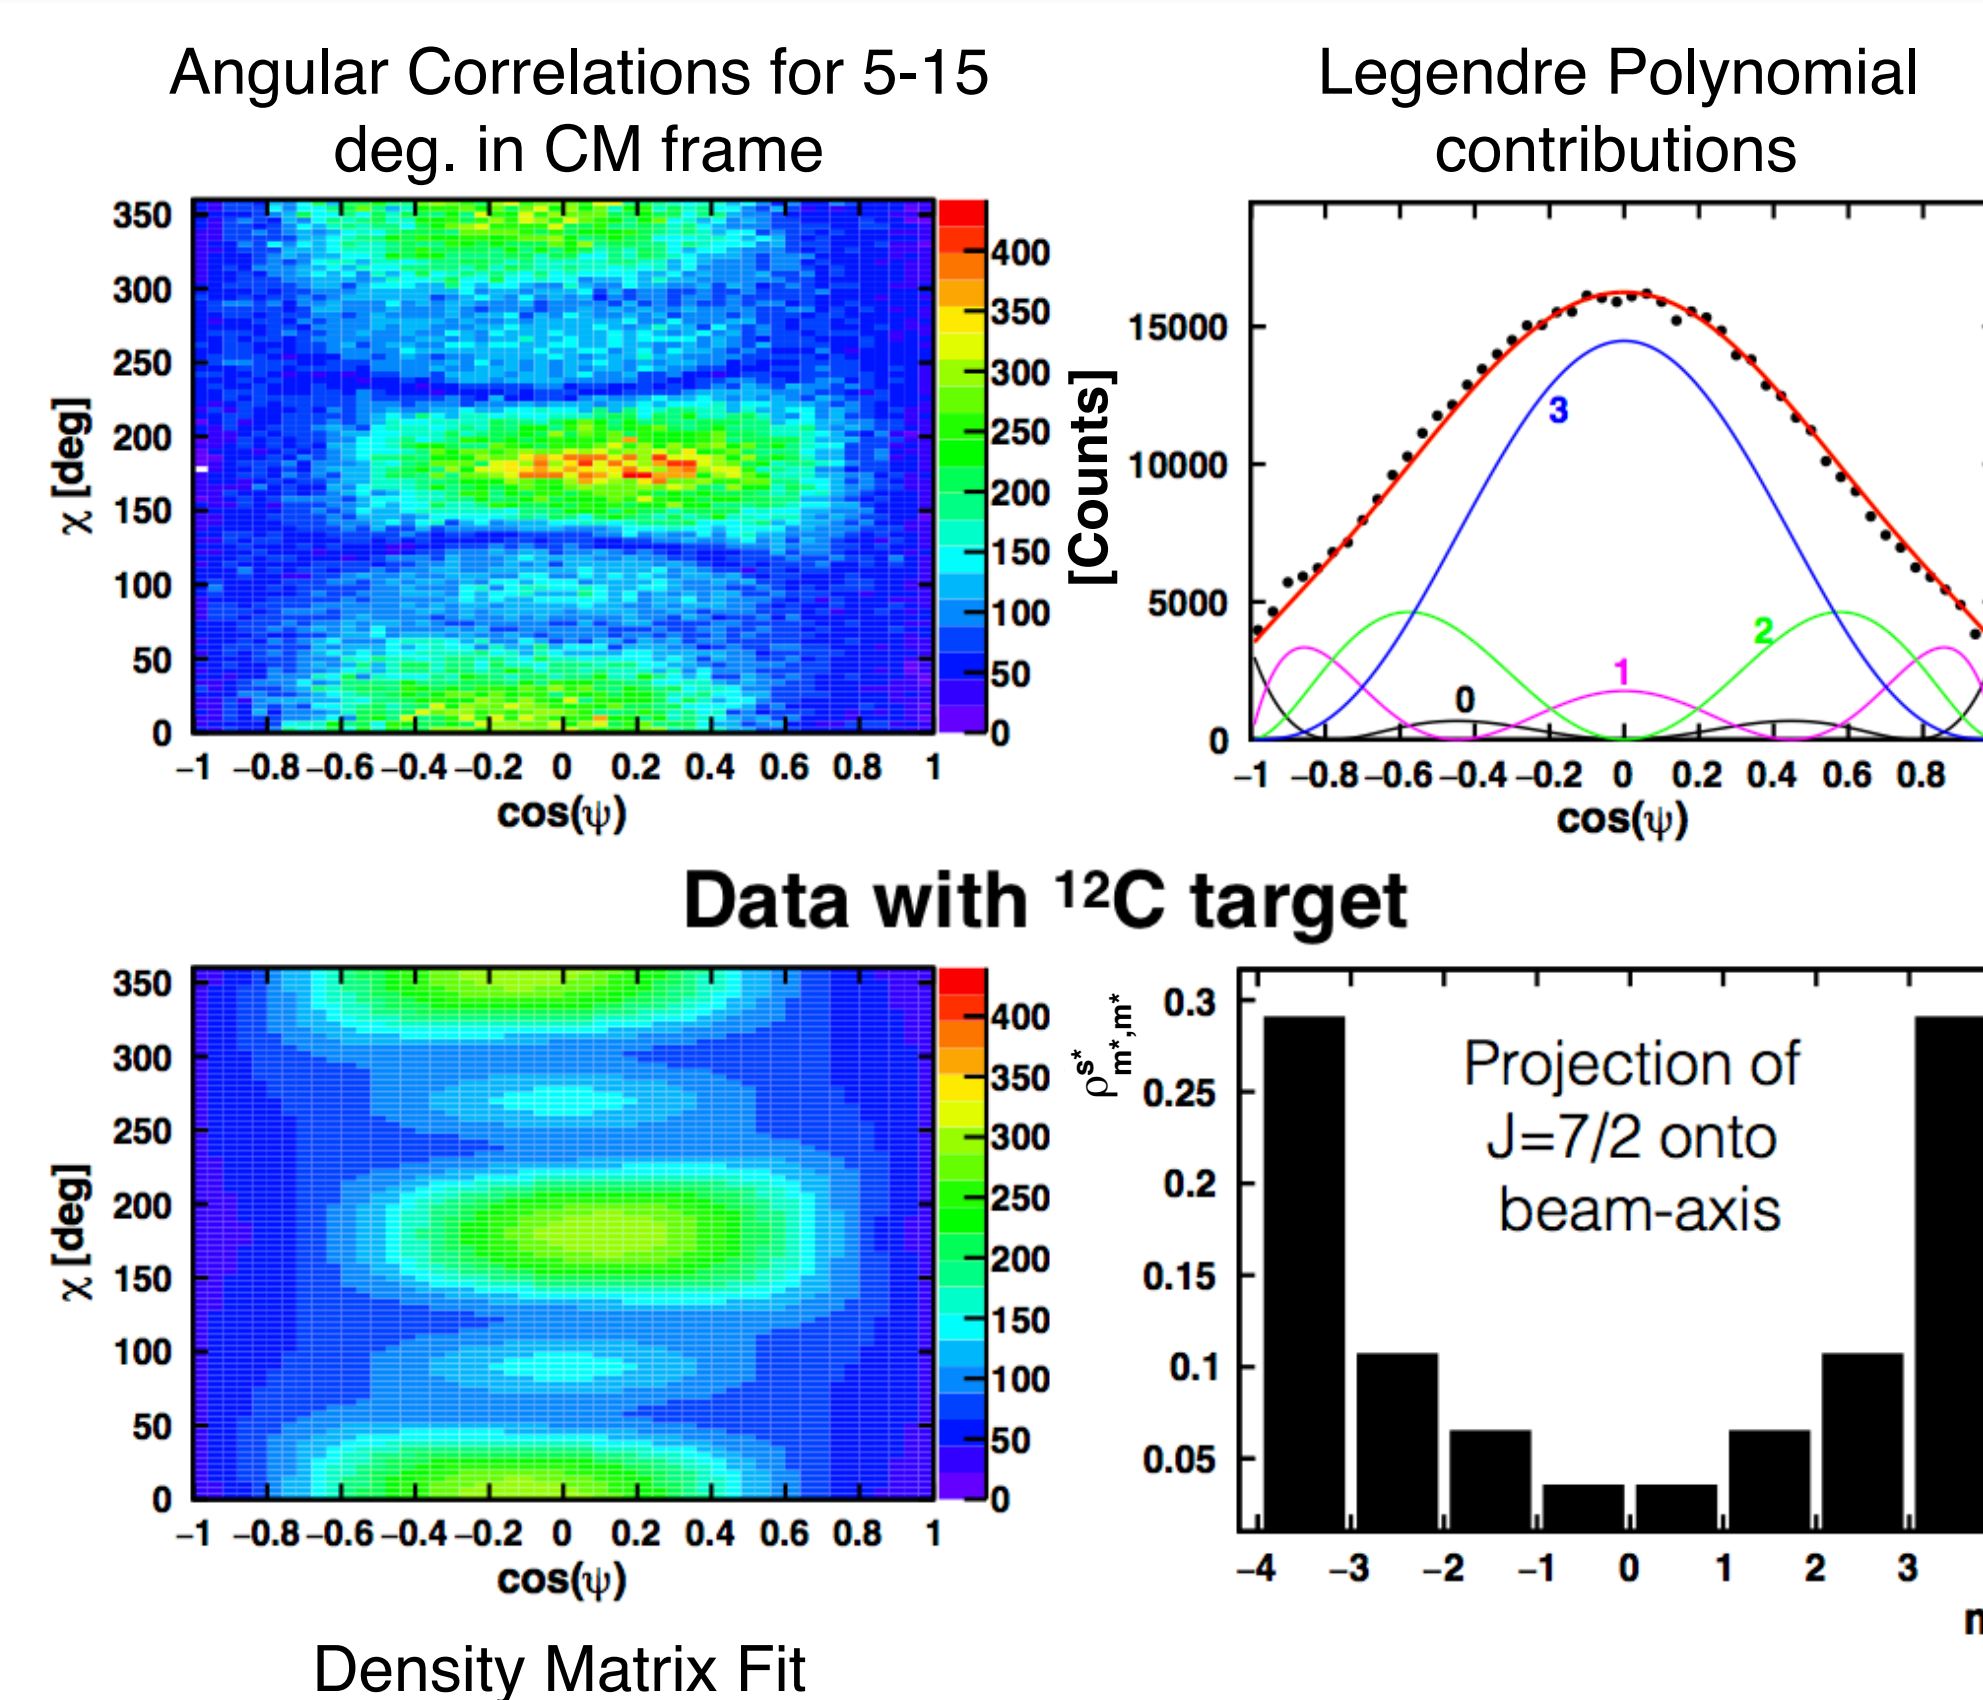 Angular Correlations for 5-15
deg. in CM frame
Legendre Polynomial
contributions
350
300
250
200
150
100
50
0
χ [deg]
−1 −0.8 −0.6 −0.4 −0.2 0 0.2 0.4 0.6 0.8 1
cos(ψ)
400
350
300
250
200
150
100
50
0
[Counts]
15000
10000
5000
0
3
2
1
0
−1 −0.8 −0.6 −0.4 −0.2 0 0.2 0.4 0.6 0.8
cos(ψ)
Data with ¹²C target
350
300
250
200
150
100
50
0
χ [deg]
−1 −0.8 −0.6 −0.4 −0.2 0 0.2 0.4 0.6 0.8 1
cos(ψ)
400
350
300
250
200
150
100
50
0
Density Matrix Fit
ρ^{s*}_{m*,m*}
0.3
0.25
0.2
0.15
0.1
0.05
Projection of
J=7/2 onto
beam-axis
−4 −3 −2 −1 0 1 2 3